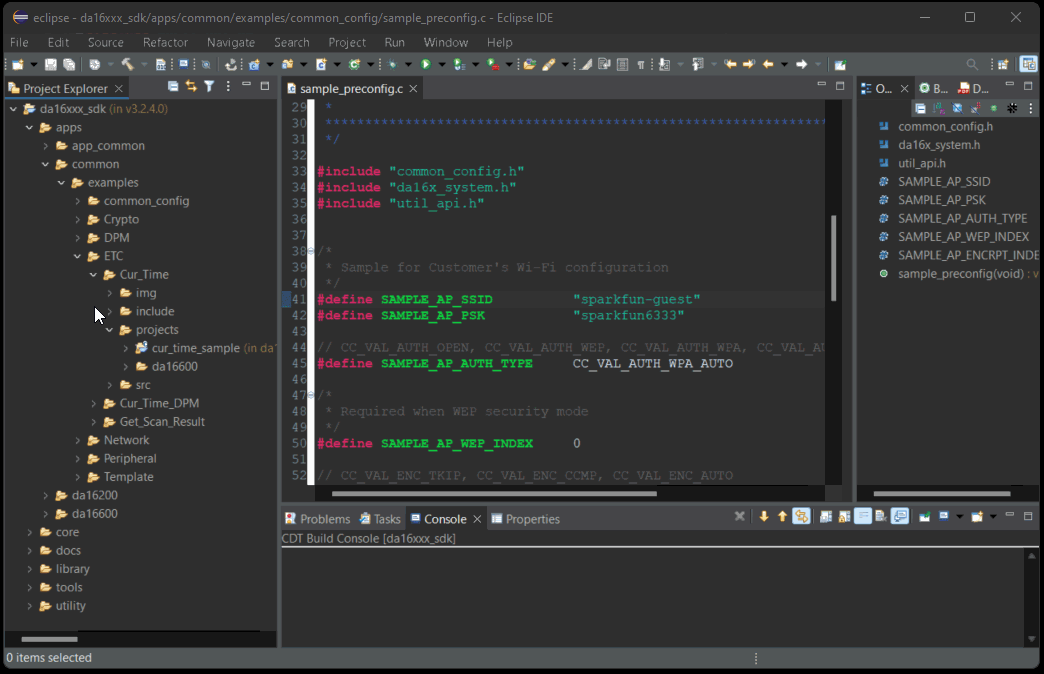 eclipse - da16xxx_sdk/apps/common/examples/common_config/sample_preconfig.c - Eclipse IDE
File Edit Source Refactor Navigate Search Project Run Window Help
Project Explorer
da16xxx_sdk (in v3.2.4.0)
apps
app_common
common
examples
common_config
Crypto
DPM
ETC
Cur_Time
img
include
projects
cur_time_sample (in da
da16600
src
Cur_Time_DPM
Get_Scan_Result
Network
Peripheral
Template
da16200
da16600
core
docs
library
tools
utility
sample_preconfig.c
29 *
30 ****************************************************************
31 */
32
33 #include "common_config.h"
34 #include "da16x_system.h"
35 #include "util_api.h"
36
37
38 /*
39 * Sample for Customer's Wi-Fi configuration
40 */
41 #define SAMPLE_AP_SSID "sparkfun-guest"
42 #define SAMPLE_AP_PSK "sparkfun6333"
43
44 // CC_VAL_AUTH_OPEN, CC_VAL_AUTH_WEP, CC_VAL_AUTH_WPA, CC_VAL_AU
45 #define SAMPLE_AP_AUTH_TYPE CC_VAL_AUTH_WPA_AUTO
46
47 /*
48 * Required when WEP security mode
49 */
50 #define SAMPLE_AP_WEP_INDEX 0
51
52 // CC_VAL_ENC_TKIP, CC_VAL_ENC_CCMP, CC_VAL_ENC_AUTO
O... B... D...
common_config.h
da16x_system.h
util_api.h
SAMPLE_AP_SSID
SAMPLE_AP_PSK
SAMPLE_AP_AUTH_TYPE
SAMPLE_AP_WEP_INDEX
SAMPLE_AP_ENCRPT_INDE
sample_preconfig(void) : v
Problems Tasks Console Properties
CDT Build Console [da16xxx_sdk]
0 items selected